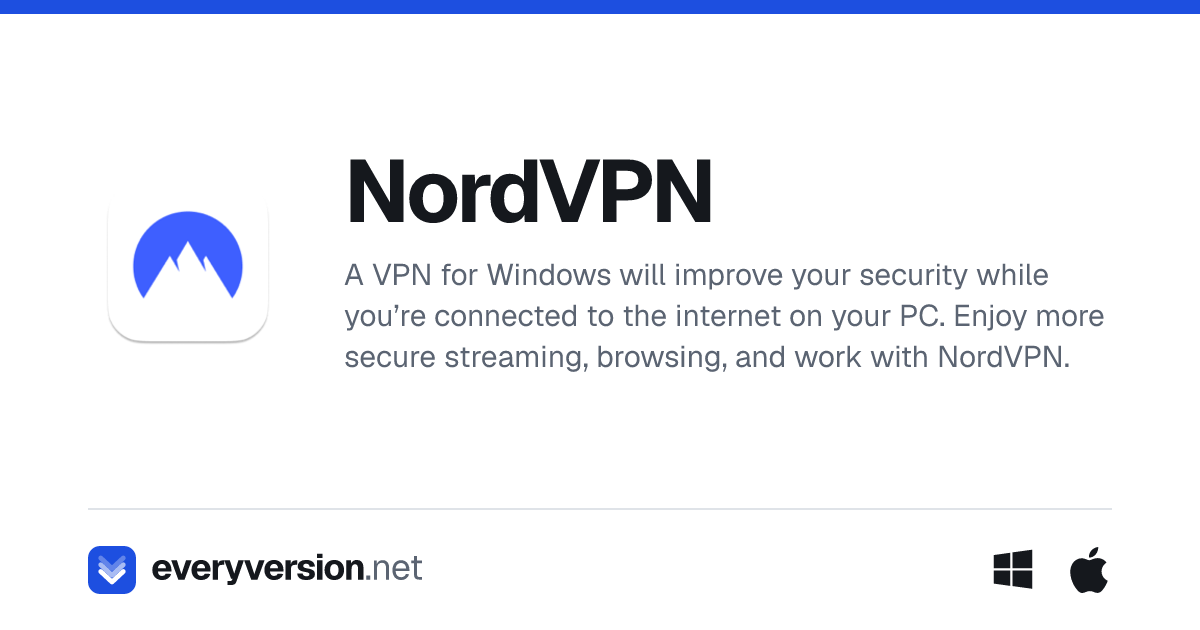 NordVPN
A VPN for Windows will improve your security while
you’re connected to the internet on your PC. Enjoy more
secure streaming, browsing, and work with NordVPN.
everyversion.net